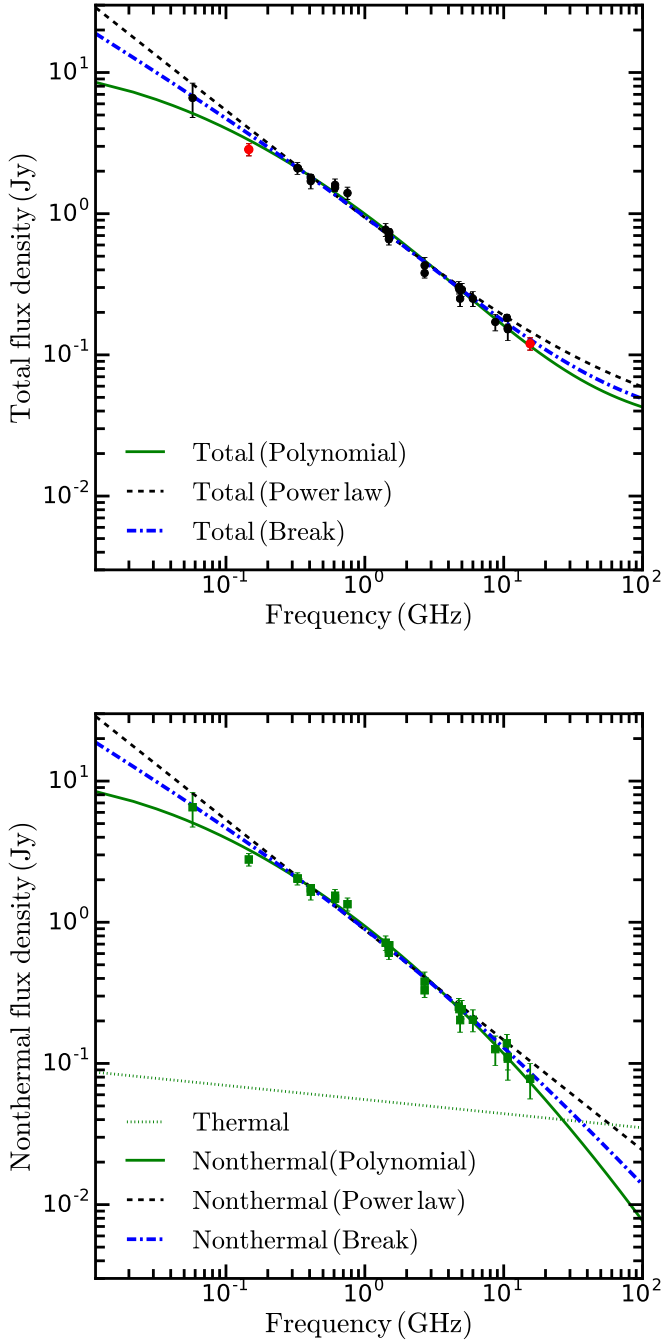 Total flux density (Jy)
10^1
10^0
10^-1
10^-2
Total (Polynomial)
Total (Power law)
Total (Break)
10^-1 10^0 10^1 10^2
Frequency (GHz)
Nonthermal flux density (Jy)
10^1
10^0
10^-1
10^-2
Thermal
Nonthermal(Polynomial)
Nonthermal (Power law)
Nonthermal (Break)
10^-1 10^0 10^1 10^2
Frequency (GHz)